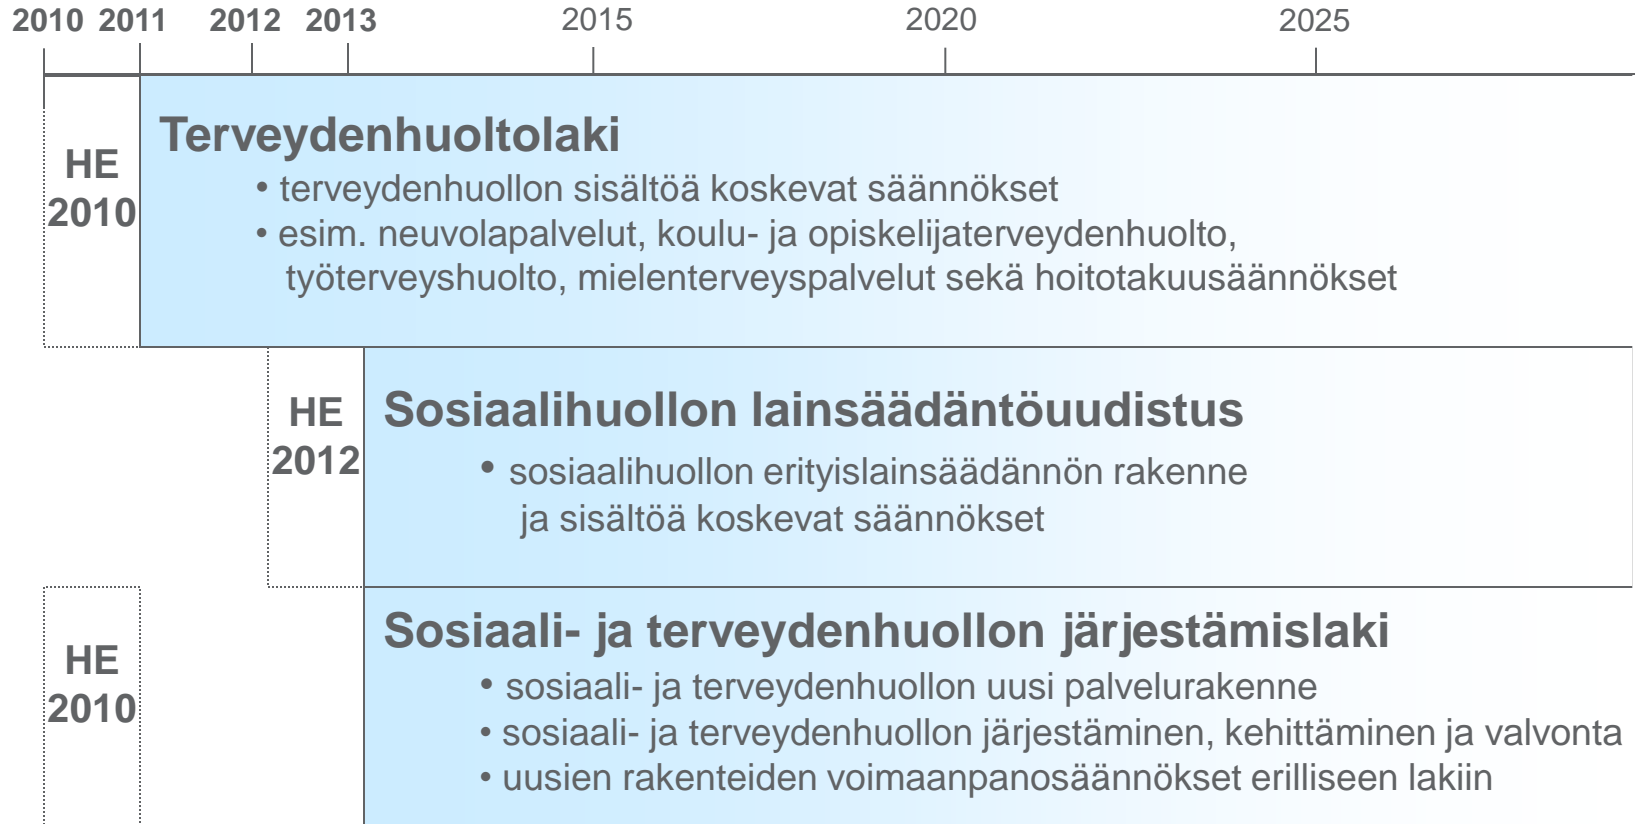 2010 2011 2012 2013 2015 2020 2025
HE
2010
Terveydenhuoltolaki
• terveydenhuollon sisältöä koskevat säännökset
• esim. neuvolapalvelut, koulu- ja opiskelijaterveydenhuolto,
työterveyshuolto, mielenterveyspalvelut sekä hoitotakuusäännökset
HE
2012
Sosiaalihuollon lainsäädäntöuudistus
• sosiaalihuollon erityislainsäädännön rakenne
ja sisältöä koskevat säännökset
HE
2010
Sosiaali- ja terveydenhuollon järjestämislaki
• sosiaali- ja terveydenhuollon uusi palvelurakenne
• sosiaali- ja terveydenhuollon järjestäminen, kehittäminen ja valvonta
• uusien rakenteiden voimaanpanosäännökset erilliseen lakiin